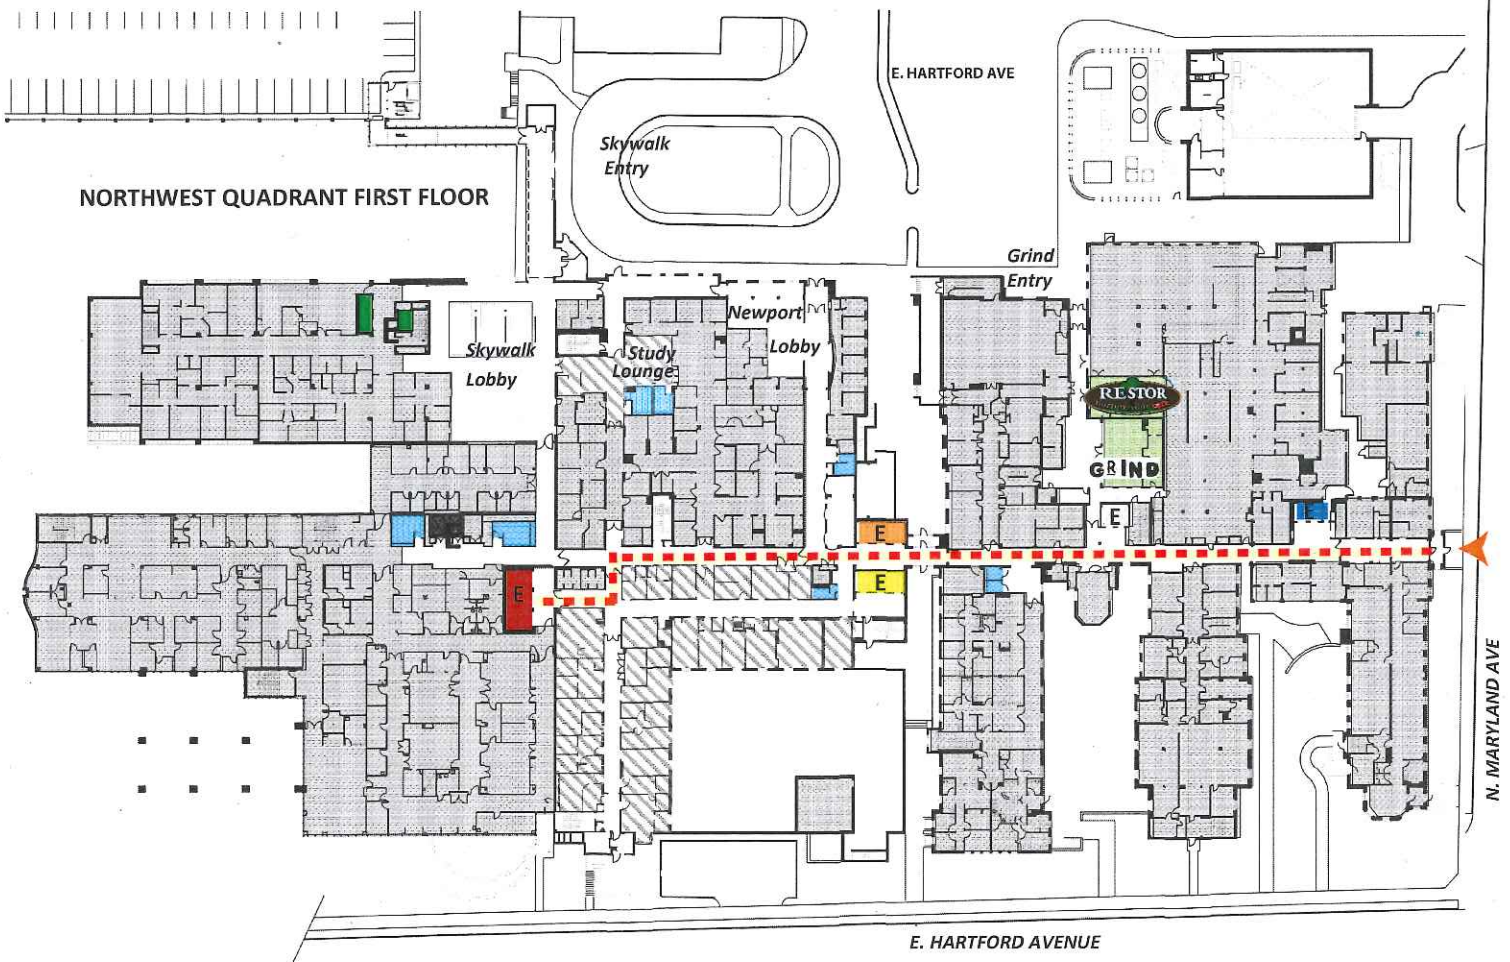 E. HARTFORD AVE
Skywalk
Entry
NORTHWEST QUADRANT FIRST FLOOR
Grind
Entry
Newport
Lobby
Skywalk
Lobby
Study
Lounge
RESTOR
GRIND
E
E
E
E
E
E
N. MARYLAND AVE
E. HARTFORD AVENUE